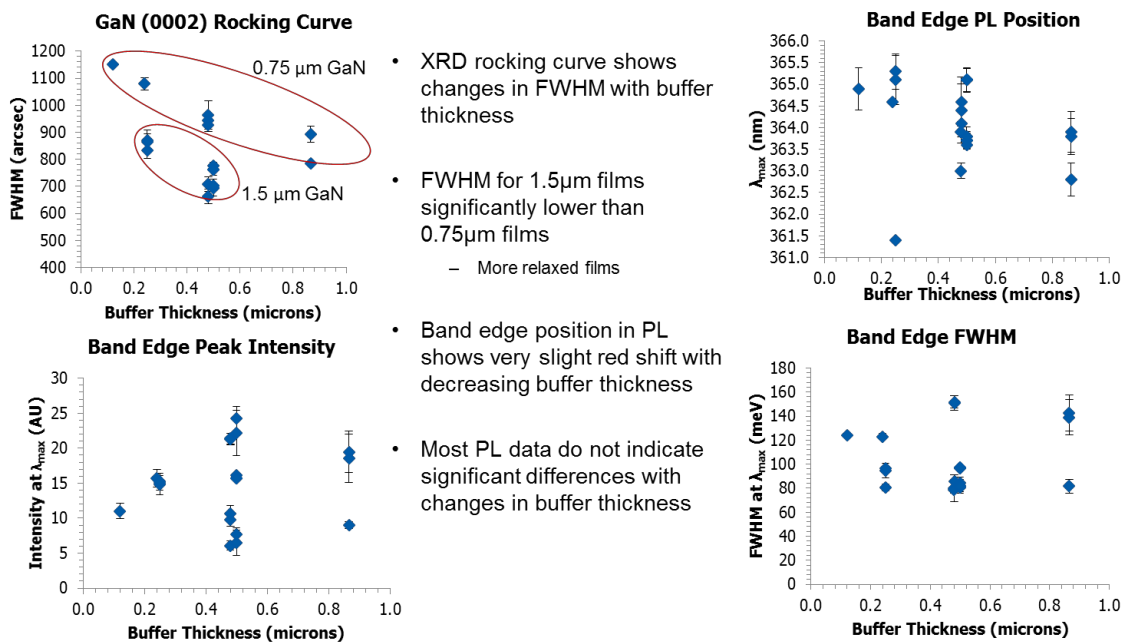 GaN (0002) Rocking Curve
FWHM (arcsec)
1200
1100
1000
900
800
700
600
500
400
0.75 µm GaN
1.5 µm GaN
0.0 0.2 0.4 0.6 0.8 1.0
Buffer Thickness (microns)
Band Edge Peak Intensity
Intensity at λmax (AU)
30
25
20
15
10
5
0
0.0 0.2 0.4 0.6 0.8 1.0
Buffer Thickness (microns)
• XRD rocking curve shows
changes in FWHM with buffer
thickness
• FWHM for 1.5µm films
significantly lower than
0.75µm films
– More relaxed films
• Band edge position in PL
shows very slight red shift with
decreasing buffer thickness
• Most PL data do not indicate
significant differences with
changes in buffer thickness
Band Edge PL Position
λmax (nm)
366.0
365.5
365.0
364.5
364.0
363.5
363.0
362.5
362.0
361.5
361.0
0.0 0.2 0.4 0.6 0.8 1.0
Buffer Thickness (microns)
Band Edge FWHM
FWHM at λmax (meV)
180
160
140
120
100
80
60
40
20
0
0.0 0.2 0.4 0.6 0.8 1.0
Buffer Thickness (microns)